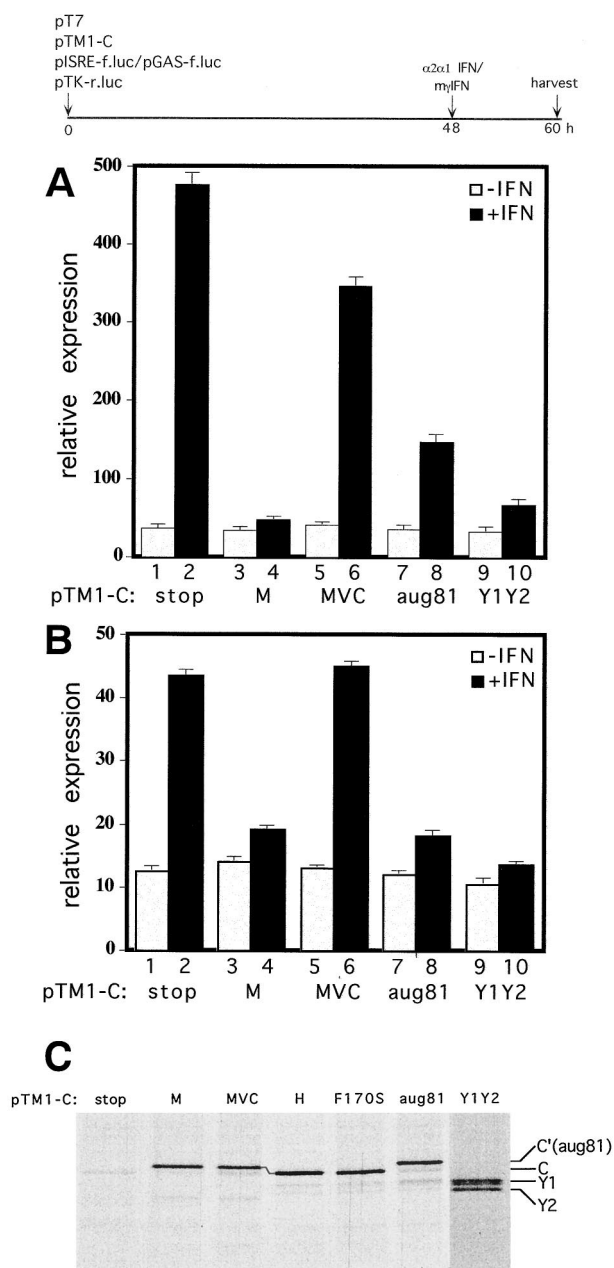 pT7
pTM1-C
pISRE-f.luc/pGAS-f.luc
pTK-r.luc
α2α1 IFN/
mγIFN
harvest
0
48
60 h
A
500
400
300
200
100
0
relative expression
-IFN
+IFN
1 2 3 4 5 6 7 8 9 10
pTM1-C: stop M MVC aug81 Y1Y2
B
50
40
30
20
10
0
relative expression
-IFN
+IFN
1 2 3 4 5 6 7 8 9 10
pTM1-C: stop M MVC aug81 Y1Y2
C
pTM1-C: stop M MVC H F170S aug81 Y1Y2
C'(aug81)
C
Y1
Y2